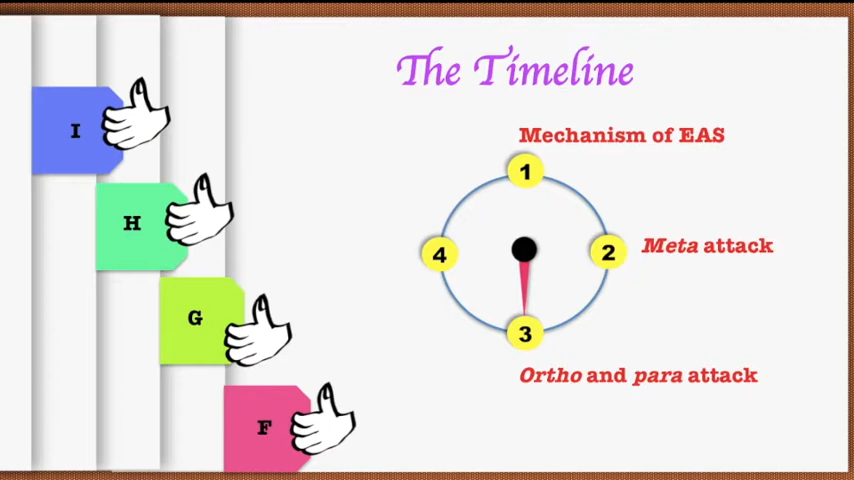 The Timeline
Mechanism of EAS
1
I
H
4
2
Meta attack
G
3
Ortho and para attack
F